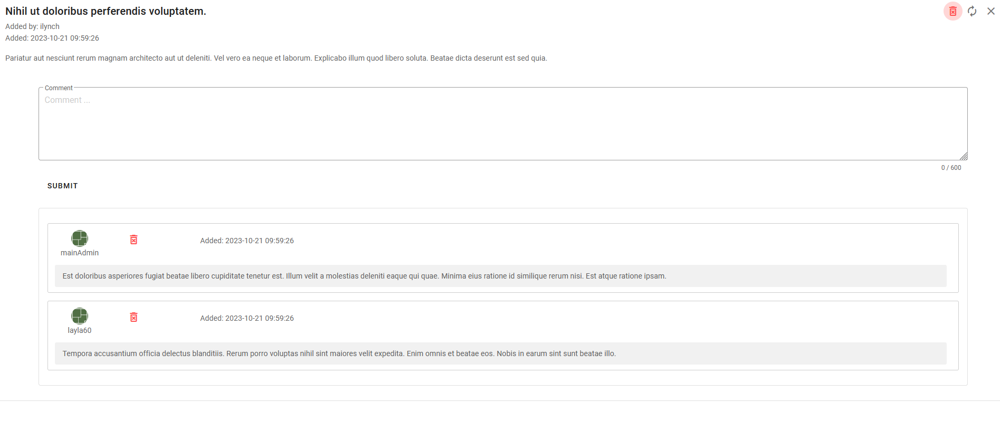 Nihil ut doloribus perferendis voluptatem.
Added by: ilynch
Added: 2023-10-21 09:59:26
Pariatur aut nesciunt rerum magnam architecto aut ut deleniti. Vel vero ea neque et laborum. Explicabo illum quod libero soluta. Beatae dicta deserunt est sed quia.
Comment
Comment ...
0 / 600
SUBMIT
Added: 2023-10-21 09:59:26
mainAdmin
Est doloribus asperiores fugiat beatae libero cupiditate tenetur est. Illum velit a molestias deleniti eaque qui quae. Minima eius ratione id similique rerum nisi. Est atque ratione ipsam.
Added: 2023-10-21 09:59:26
layla60
Tempora accusantium officia delectus blanditiis. Rerum porro voluptas nihil sint maiores velit expedita. Enim omnis et beatae eos. Nobis in earum sint sunt beatae illo.